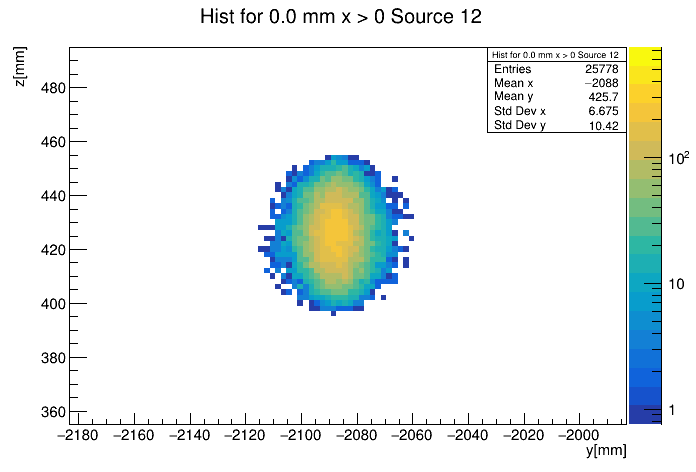 Hist for 0.0 mm x > 0 Source 12
z[mm]
Hist for 0.0 mm x > 0 Source 12
Entries 25778
Mean x −2088
Mean y 425.7
Std Dev x 6.675
Std Dev y 10.42
480
460
440
420
400
380
360
10²
10
1
−2180 −2160 −2140 −2120 −2100 −2080 −2060 −2040 −2020 −2000
y[mm]